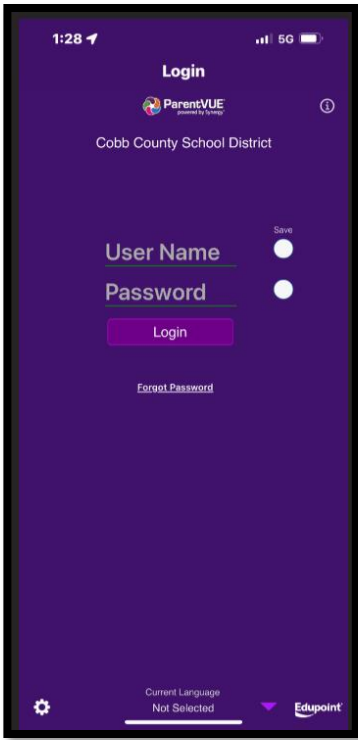 1:28 5G
Login
ParentVUE
powered by Synergy
Cobb County School District
Save
User Name
Password
Login
Forgot Password
Current Language
Not Selected
Edupoint